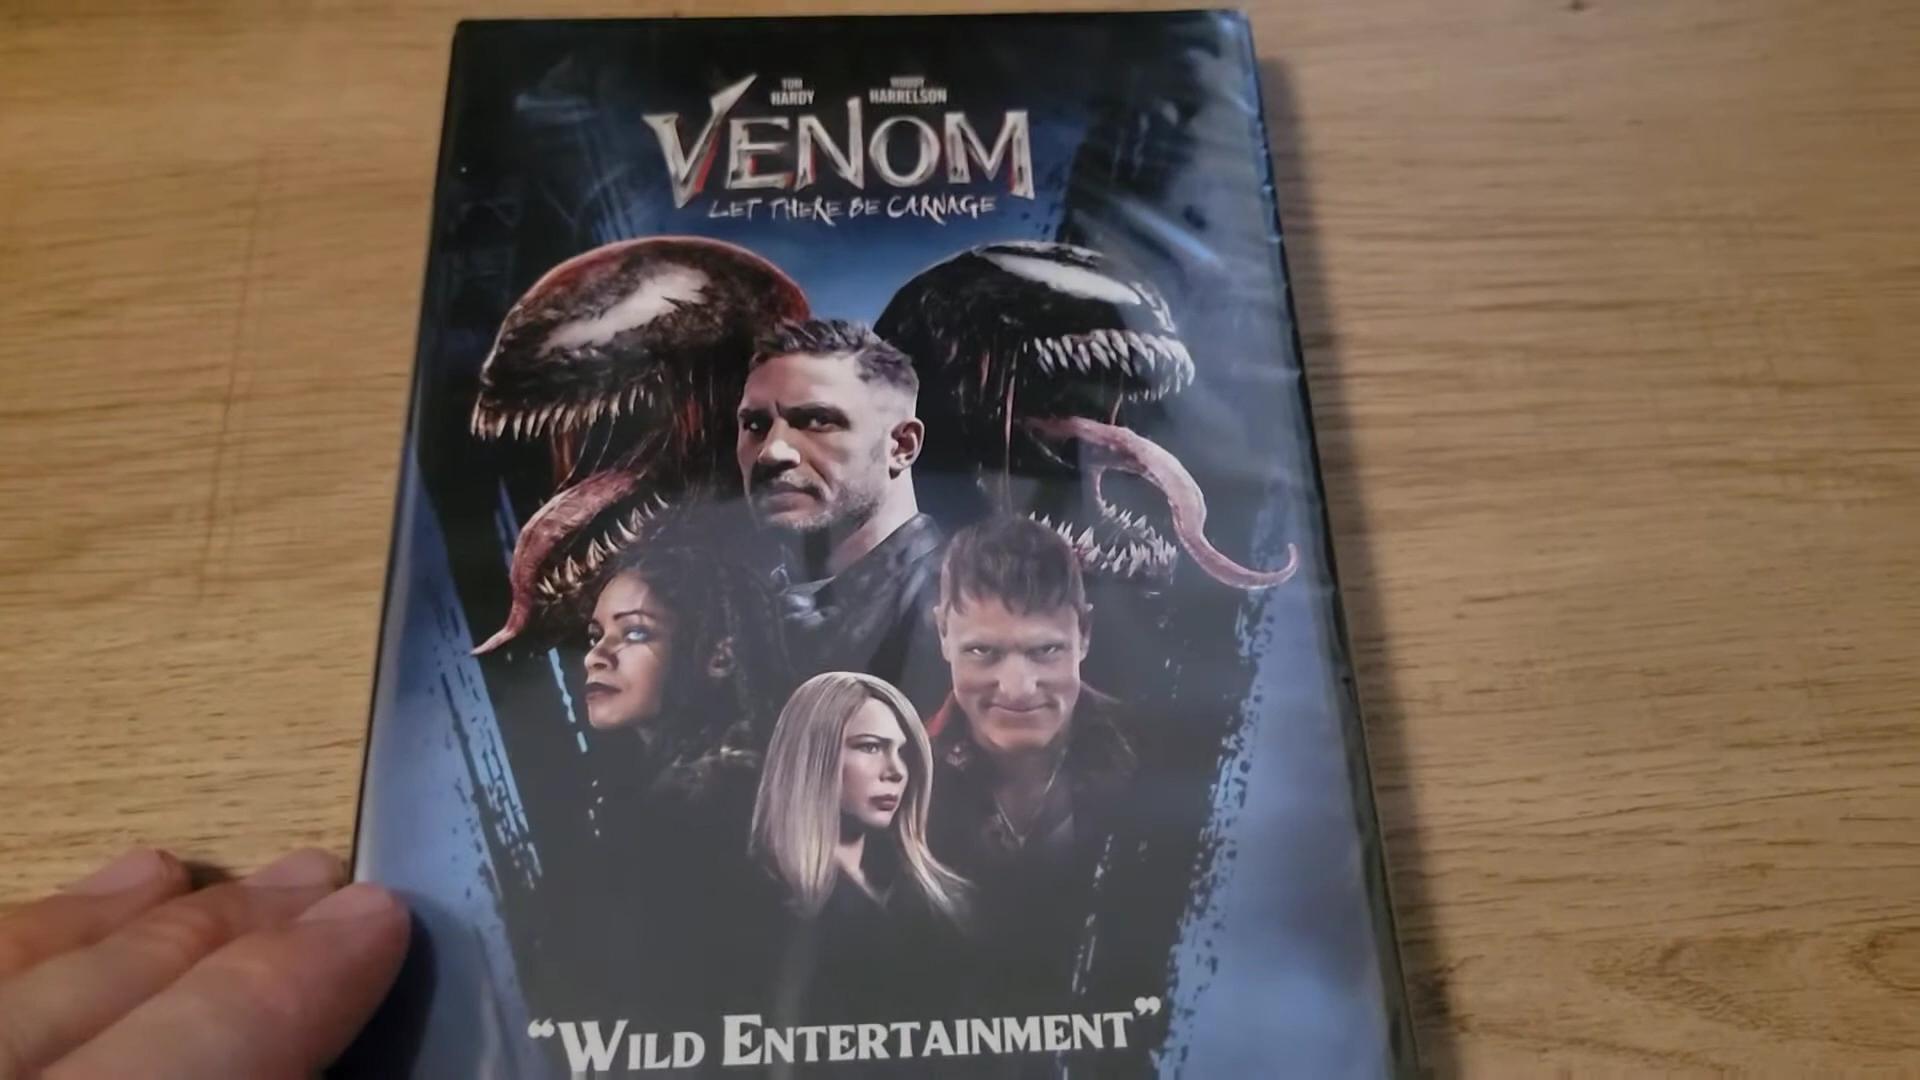 TOM HARDY
WOODY HARRELSON
VENOM
LET THERE BE CARNAGE
“WILD ENTERTAINMENT”